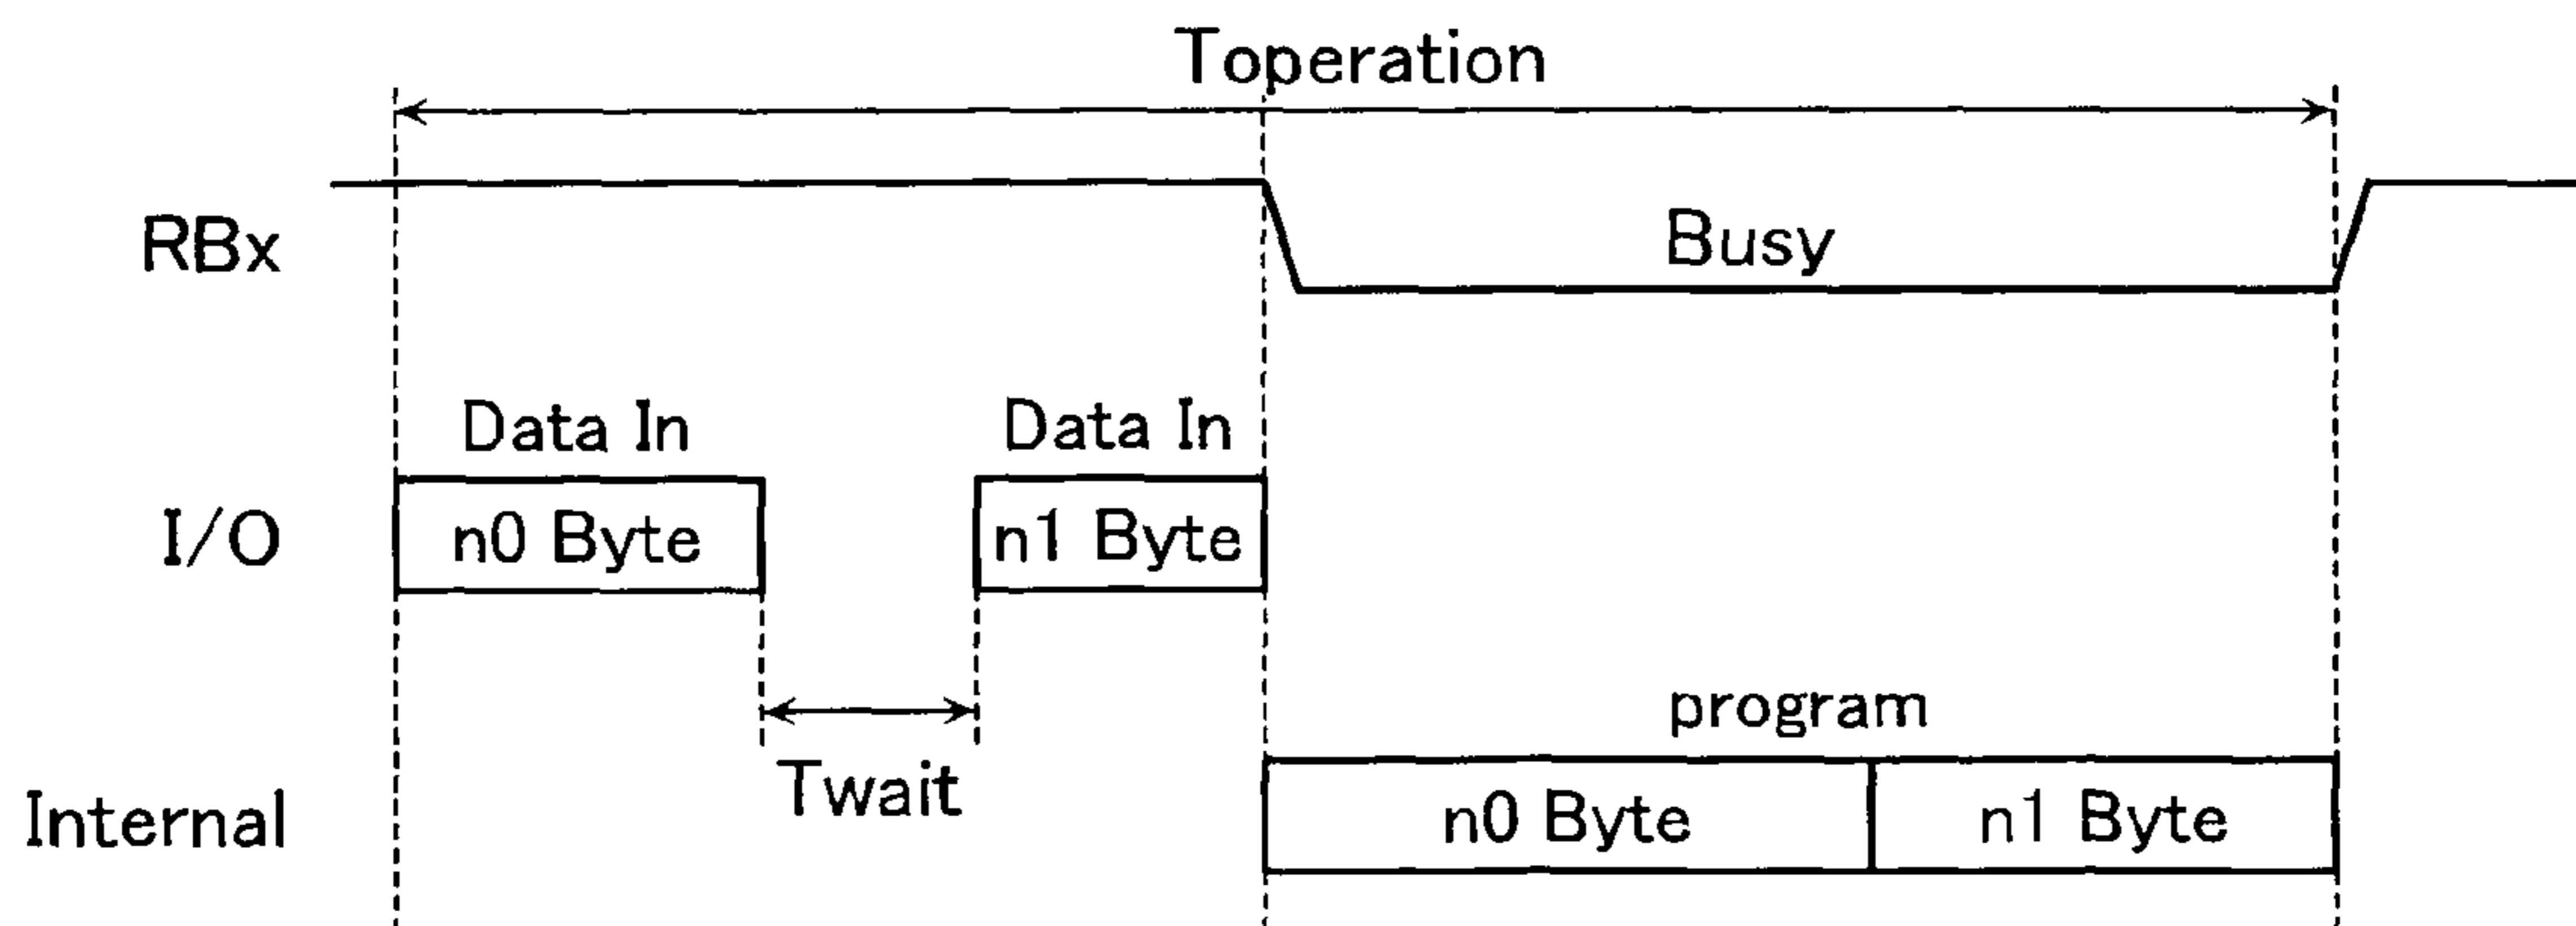 Toperation
RBx
Busy
Data In
Data In
I/O
n0 Byte
n1 Byte
Twait
program
Internal
n0 Byte
n1 Byte